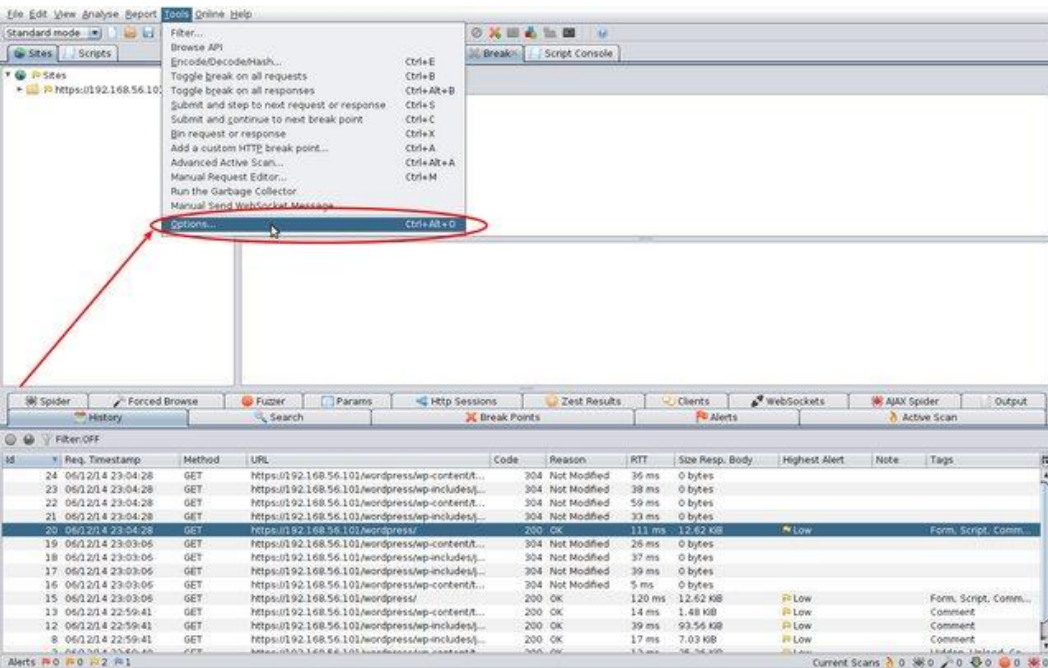 File Edit View Analyse Report Tools Online Help
Standard mode
Filter...
Browse API
Encode/Decode/Hash... Ctrl+E
Toggle break on all requests Ctrl+B
Toggle break on all responses Ctrl+Alt+B
Submit and step to next request or response Ctrl+S
Submit and continue to next break point Ctrl+C
Bin request or response Ctrl+X
Add a custom HTTP break point... Ctrl+A
Advanced Active Scan... Ctrl+Alt+A
Manual Request Editor... Ctrl+M
Run the Garbage Collector
Manual Send WebSocket Message
Options... Ctrl+Alt+O
Sites Scripts
Break Script Console
Sites
https://192.168.56.10
Spider Forced Browse Fuzzer Params Http Sessions Zest Results Clients WebSockets AJAX Spider Output
History Search Break Points Alerts Active Scan
Filter:OFF
Id Req. Timestamp Method URL Code Reason RTT Size Resp. Body Highest Alert Note Tags
24 06/12/14 23:04:28 GET https://192.168.56.101/wordpress/wp-content/t... 304 Not Modified 36 ms 0 bytes
23 06/12/14 23:04:28 GET https://192.168.56.101/wordpress/wp-includes/j... 304 Not Modified 38 ms 0 bytes
22 06/12/14 23:04:28 GET https://192.168.56.101/wordpress/wp-content/t... 304 Not Modified 59 ms 0 bytes
21 06/12/14 23:04:28 GET https://192.168.56.101/wordpress/wp-includes/j... 304 Not Modified 33 ms 0 bytes
20 06/12/14 23:04:28 GET https://192.168.56.101/wordpress/ 200 OK 111 ms 12.62 KiB Low Form, Script, Comm...
19 06/12/14 23:03:06 GET https://192.168.56.101/wordpress/wp-content/t... 304 Not Modified 26 ms 0 bytes
18 06/12/14 23:03:06 GET https://192.168.56.101/wordpress/wp-includes/j... 304 Not Modified 37 ms 0 bytes
17 06/12/14 23:03:06 GET https://192.168.56.101/wordpress/wp-includes/j... 304 Not Modified 39 ms 0 bytes
16 06/12/14 23:03:06 GET https://192.168.56.101/wordpress/wp-content/t... 304 Not Modified 5 ms 0 bytes
15 06/12/14 23:03:06 GET https://192.168.56.101/wordpress/ 200 OK 120 ms 12.62 KiB Low Form, Script, Comm...
13 06/12/14 22:59:41 GET https://192.168.56.101/wordpress/wp-content/t... 200 OK 14 ms 1.48 KiB Low Comment
12 06/12/14 22:59:41 GET https://192.168.56.101/wordpress/wp-includes/j... 200 OK 39 ms 93.56 KiB Low Comment
8 06/12/14 22:59:41 GET https://192.168.56.101/wordpress/wp-includes/j... 200 OK 17 ms 7.03 KiB Low Comment
Alerts 0 0 2 1 Current Scans 0 0 0 0 0